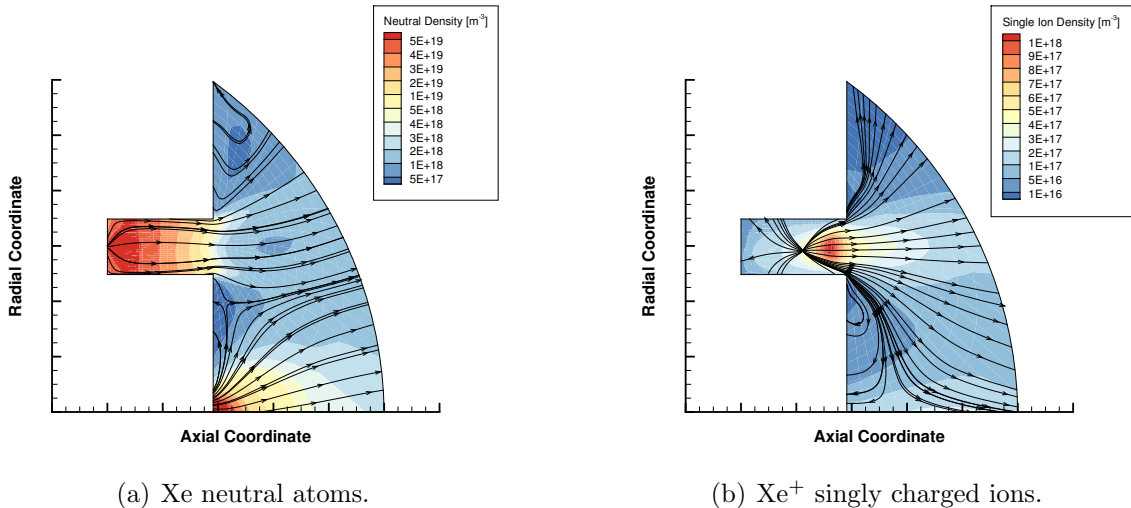 Neutral Density [m-3]
5E+19
4E+19
3E+19
2E+19
1E+19
5E+18
4E+18
3E+18
2E+18
1E+18
5E+17
Radial Coordinate
Axial Coordinate
(a) Xe neutral atoms.
Single Ion Density [m-3]
1E+18
9E+17
8E+17
7E+17
6E+17
5E+17
4E+17
3E+17
2E+17
1E+17
5E+16
1E+16
Radial Coordinate
Axial Coordinate
(b) Xe+ singly charged ions.